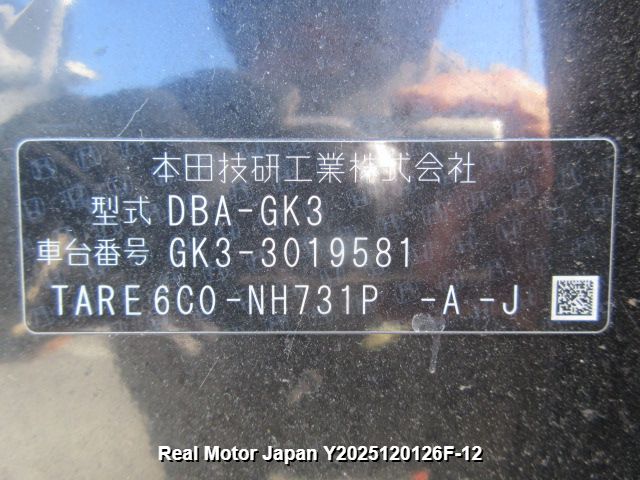 本田技研工業株式会社
型式 DBA-GK3
車台番号 GK3-3019581
TARE6C0-NH731P -A-J
Real Motor Japan Y2025120126F-12